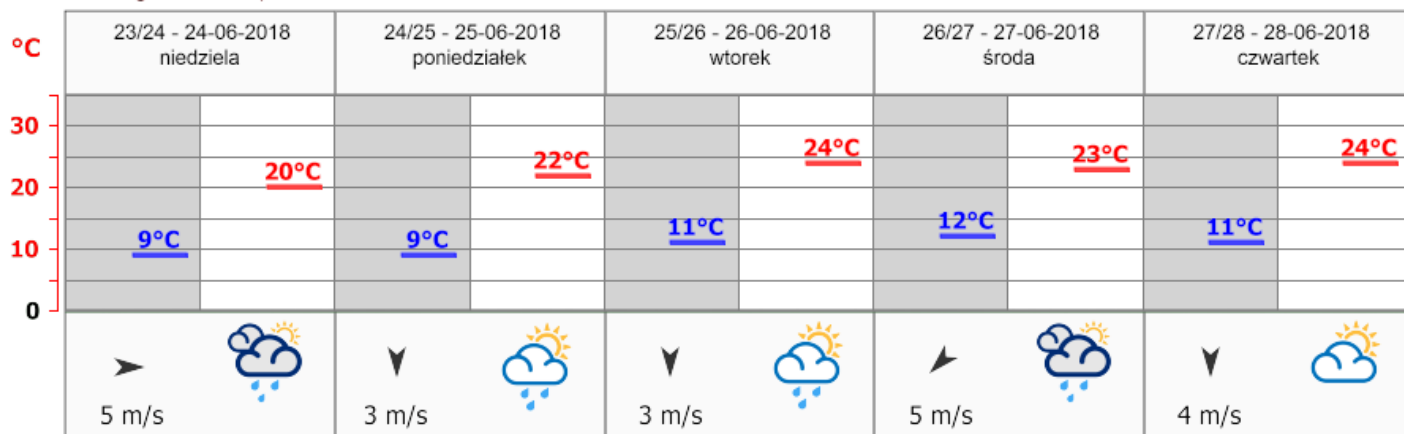 °C
23/24 - 24-06-2018
niedziela
24/25 - 25-06-2018
poniedziałek
25/26 - 26-06-2018
wtorek
26/27 - 27-06-2018
środa
27/28 - 28-06-2018
czwartek
30
20
10
0
9°C
20°C
9°C
22°C
11°C
24°C
12°C
23°C
11°C
24°C
5 m/s
3 m/s
3 m/s
5 m/s
4 m/s